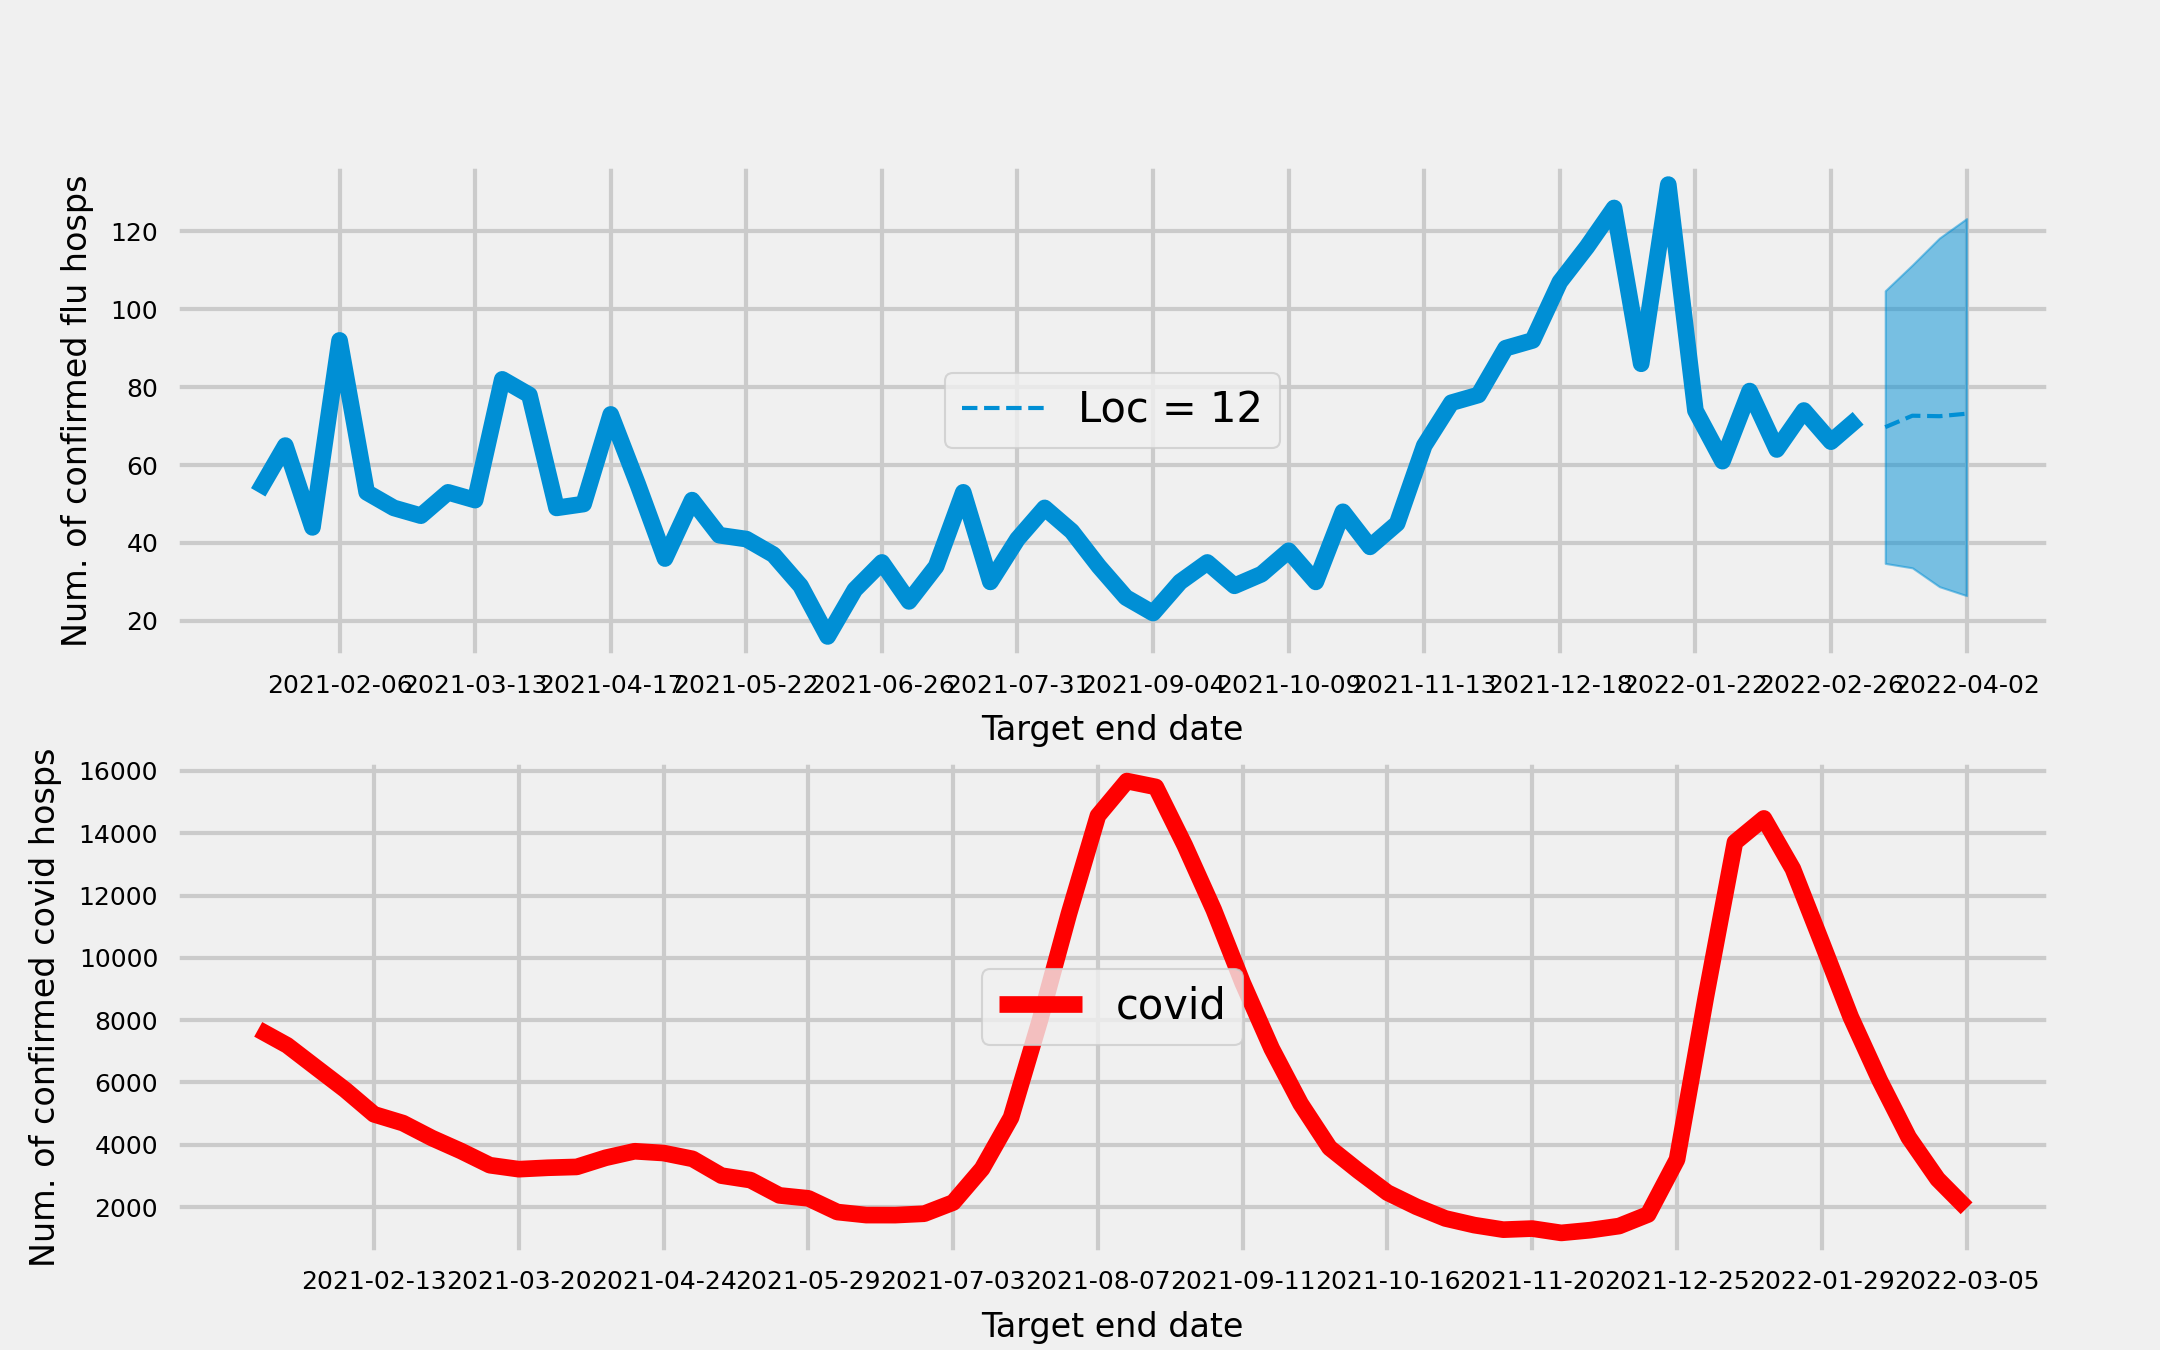 Num. of confirmed flu hosps
120
100
80
60
40
20
Loc = 12
2021-02-06 2021-03-13 2021-04-17 2021-05-22 2021-06-26 2021-07-31 2021-09-04 2021-10-09 2021-11-13 2021-12-18 2022-01-22 2022-02-26 2022-04-02
Target end date
Num. of confirmed covid hosps
16000
14000
12000
10000
8000
6000
4000
2000
covid
2021-02-13 2021-03-20 2021-04-24 2021-05-29 2021-07-03 2021-08-07 2021-09-11 2021-10-16 2021-11-20 2021-12-25 2022-01-29 2022-03-05
Target end date